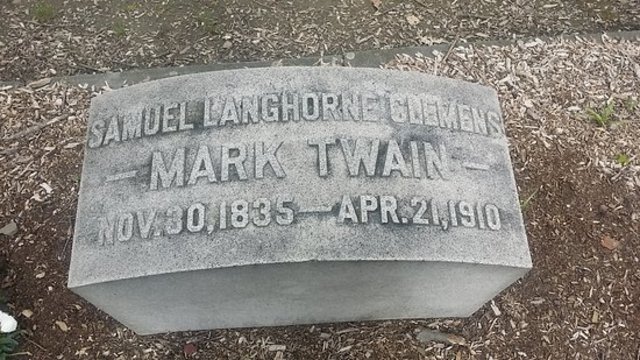 SAMUEL LANGHORNE CLEMENS
— MARK TWAIN —
NOV. 30, 1835 — APR. 21, 1910